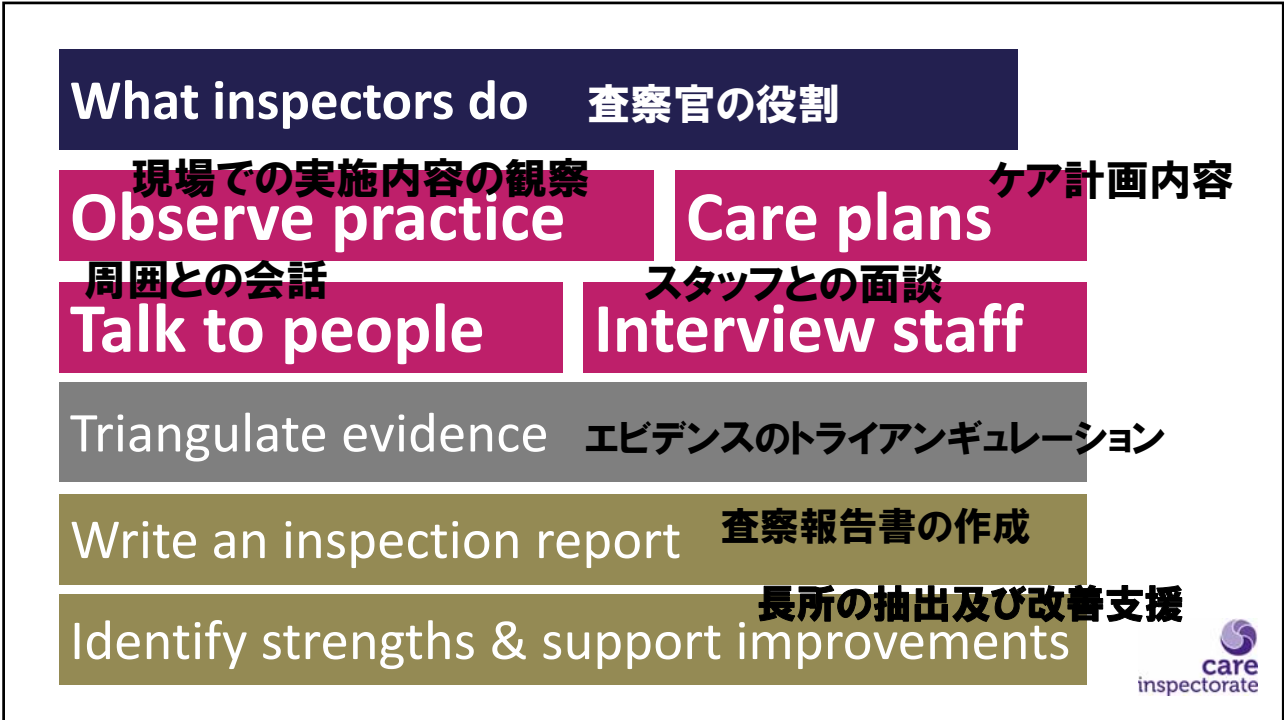 What inspectors do 査察官の役割
現場での実施内容の観察
Observe practice
ケア計画内容
Care plans
周囲との会話
Talk to people
スタッフとの面談
Interview staff
Triangulate evidence エビデンスのトライアンギュレーション
Write an inspection report 査察報告書の作成
長所の抽出及び改善支援
Identify strengths & support improvements
care
inspectorate